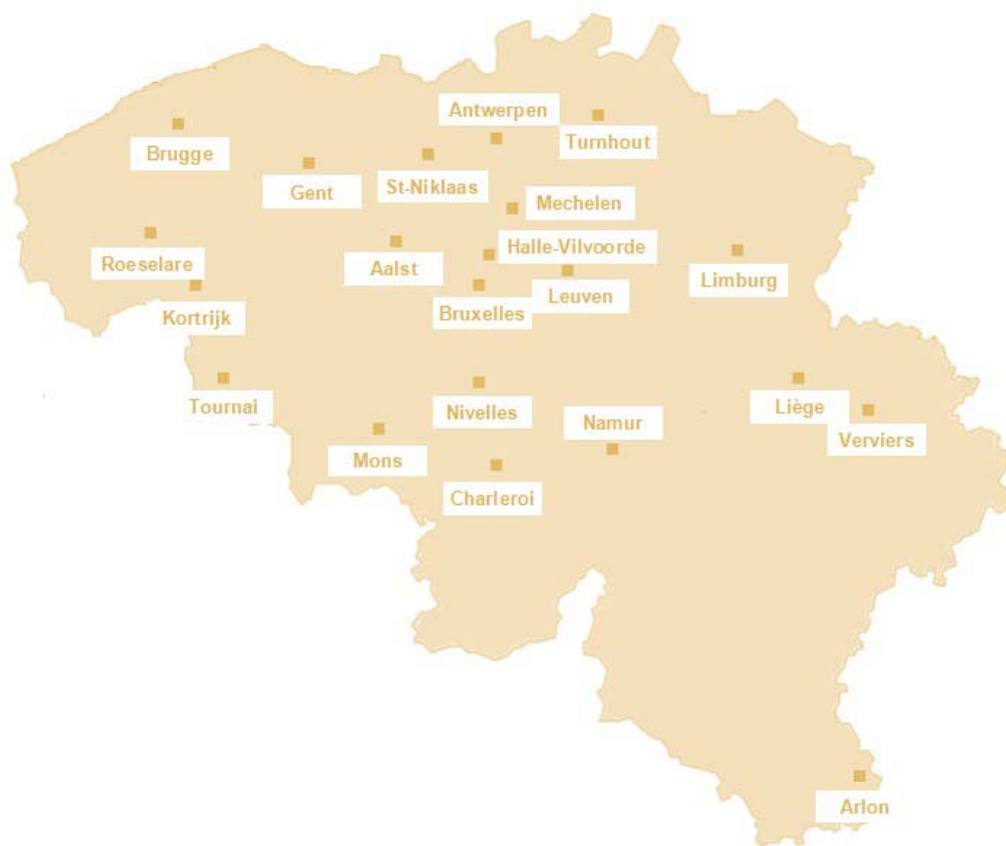 Antwerpen
Turnhout
Brugge
Gent
St-Niklaas
Mechelen
Halle-Vilvoorde
Roeselare
Aalst
Limburg
Leuven
Bruxelles
Kortrijk
Tournai
Nivelles
Liège
Namur
Verviers
Mons
Charleroi
Arlon